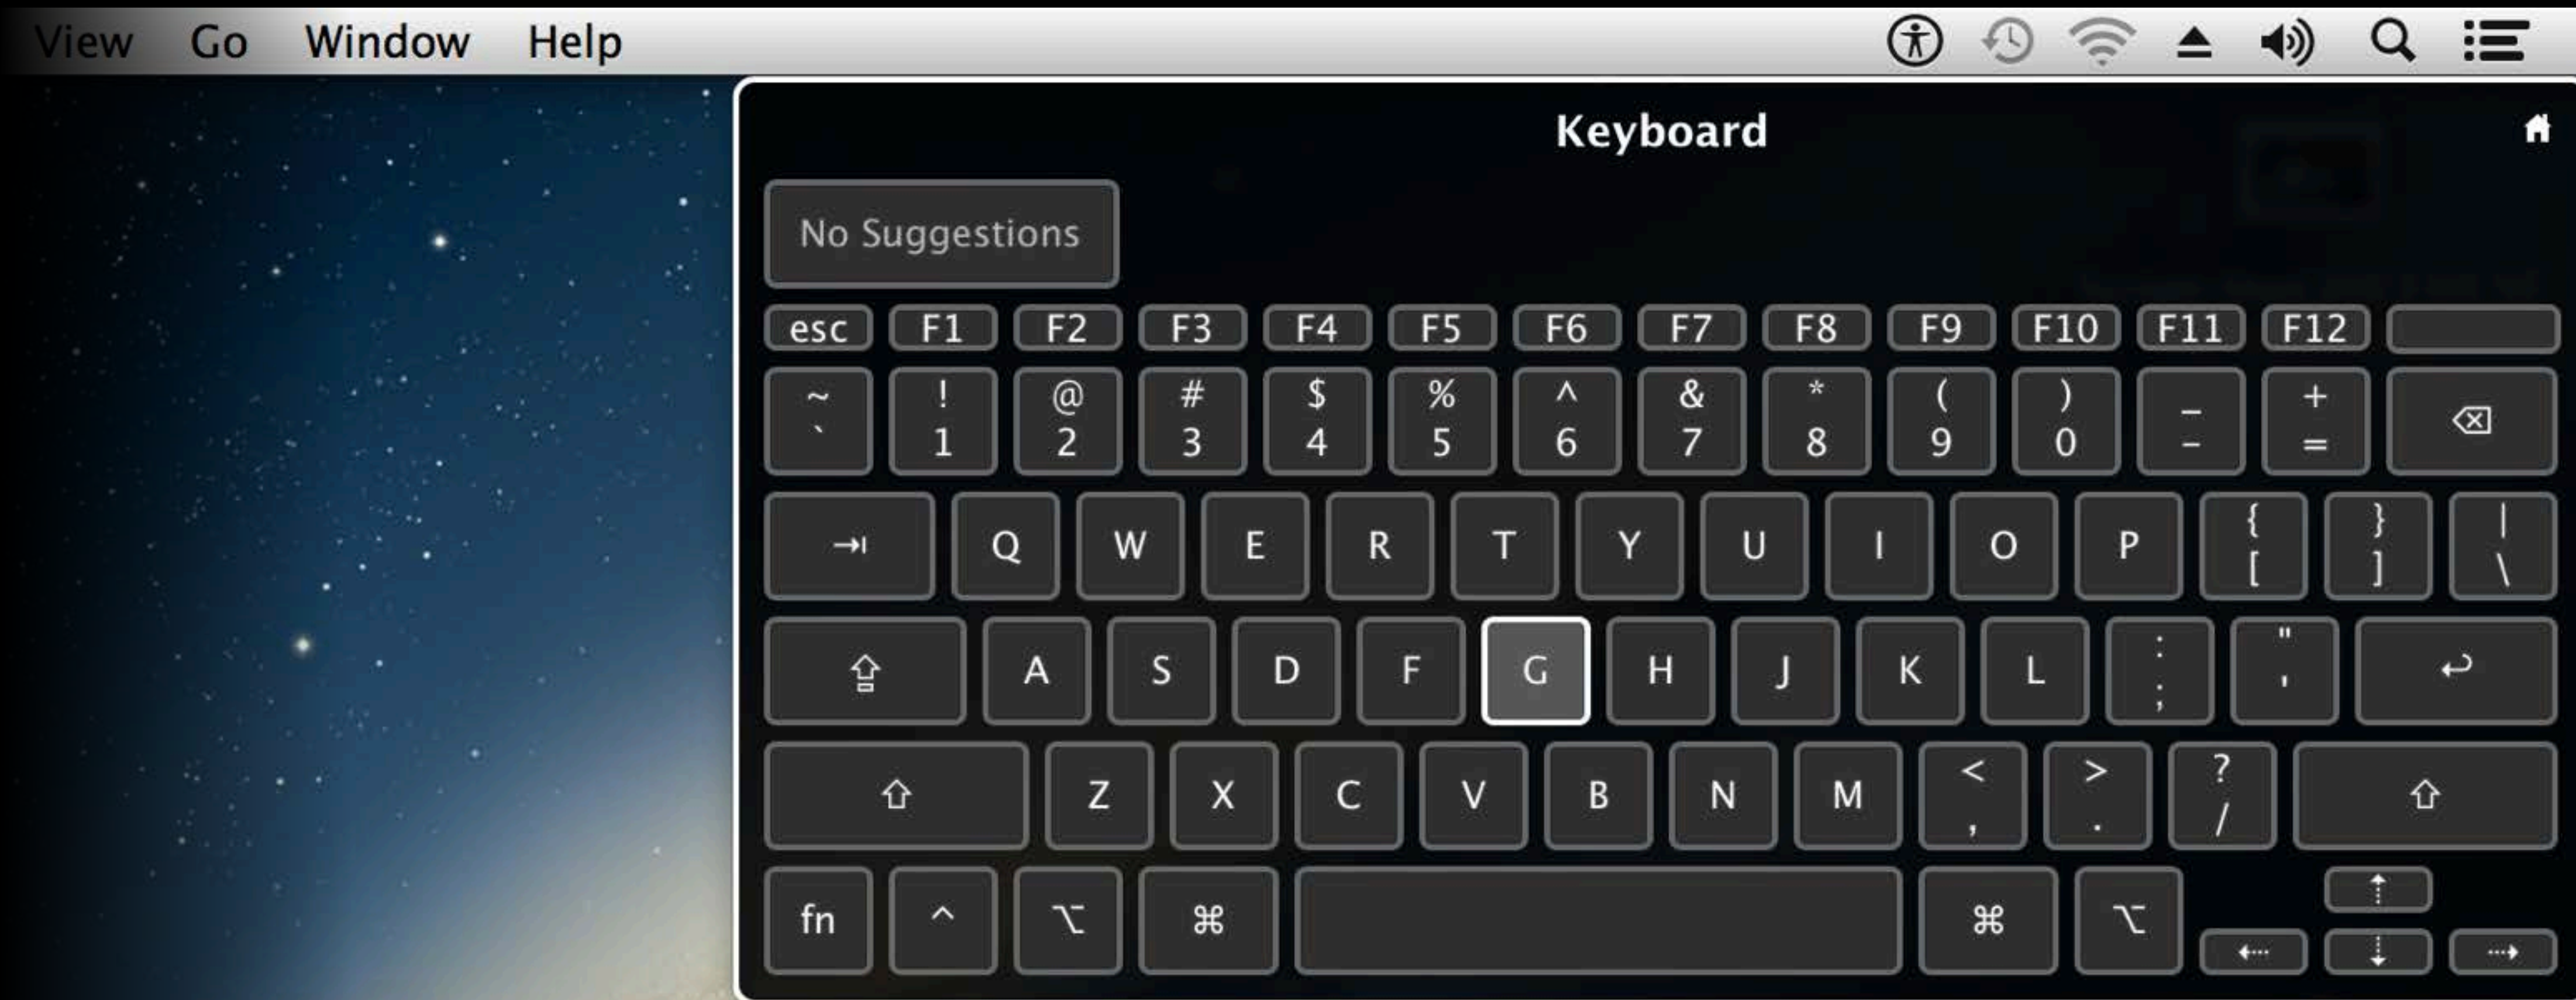 View Go Window Help
Keyboard
No Suggestions
esc F1 F2 F3 F4 F5 F6 F7 F8 F9 F10 F11 F12
~ ! @ # $ % ^ & * ( ) _ +
` 1 2 3 4 5 6 7 8 9 0 - =
Q W E R T Y U I O P { } |
[ ] \
A S D F G H J K L : "
; '
Z X C V B N M < > ?
, . /
fn ^ ⌥ ⌘ ⌘ ⌥